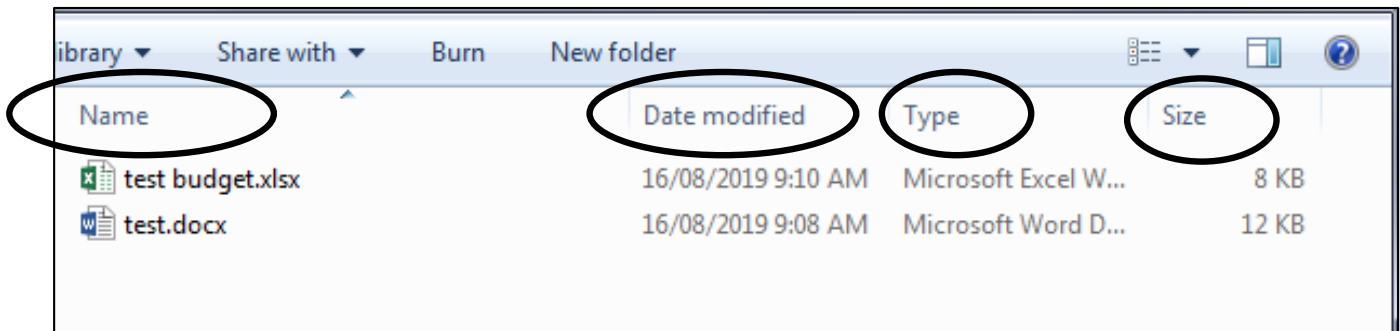 ibrary Share with Burn New folder
Name Date modified Type Size
test budget.xlsx 16/08/2019 9:10 AM Microsoft Excel W... 8 KB
test.docx 16/08/2019 9:08 AM Microsoft Word D... 12 KB